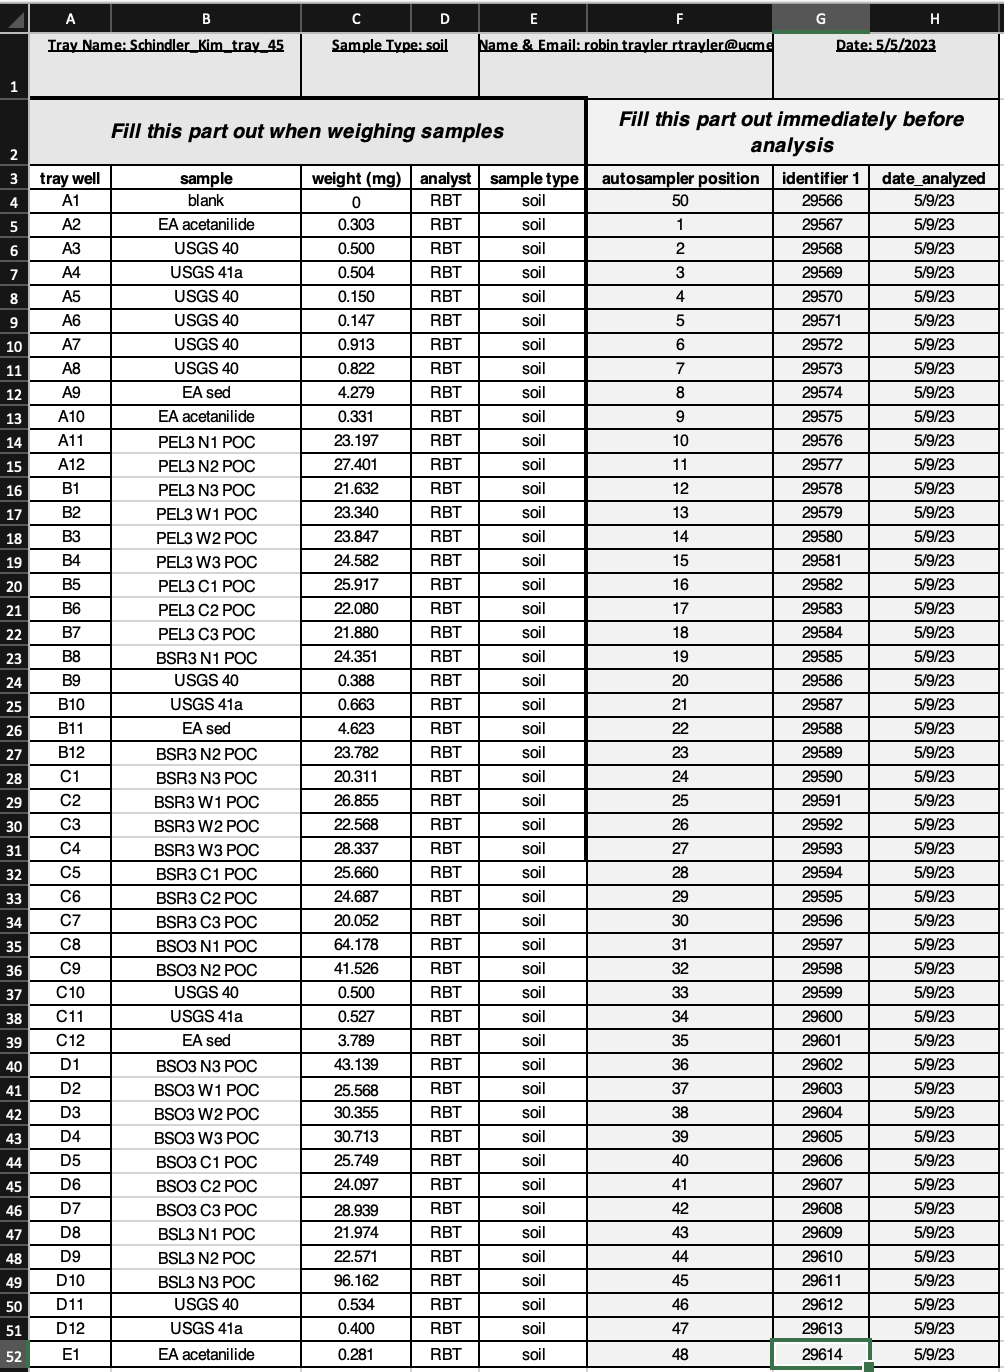 A B C D E F G H
1 Tray Name: Schindler_Kim_tray_45 Sample Type: soil Name & Email: robin trayler rtrayler@ucme Date: 5/5/2023
2 Fill this part out when weighing samples Fill this part out immediately before analysis
3 tray well sample weight (mg) analyst sample type autosampler position identifier 1 date_analyzed
4 A1 blank 0 RBT soil 50 29566 5/9/23
5 A2 EA acetanilide 0.303 RBT soil 1 29567 5/9/23
6 A3 USGS 40 0.500 RBT soil 2 29568 5/9/23
7 A4 USGS 41a 0.504 RBT soil 3 29569 5/9/23
8 A5 USGS 40 0.150 RBT soil 4 29570 5/9/23
9 A6 USGS 40 0.147 RBT soil 5 29571 5/9/23
10 A7 USGS 40 0.913 RBT soil 6 29572 5/9/23
11 A8 USGS 40 0.822 RBT soil 7 29573 5/9/23
12 A9 EA sed 4.279 RBT soil 8 29574 5/9/23
13 A10 EA acetanilide 0.331 RBT soil 9 29575 5/9/23
14 A11 PEL3 N1 POC 23.197 RBT soil 10 29576 5/9/23
15 A12 PEL3 N2 POC 27.401 RBT soil 11 29577 5/9/23
16 B1 PEL3 N3 POC 21.632 RBT soil 12 29578 5/9/23
17 B2 PEL3 W1 POC 23.340 RBT soil 13 29579 5/9/23
18 B3 PEL3 W2 POC 23.847 RBT soil 14 29580 5/9/23
19 B4 PEL3 W3 POC 24.582 RBT soil 15 29581 5/9/23
20 B5 PEL3 C1 POC 25.917 RBT soil 16 29582 5/9/23
21 B6 PEL3 C2 POC 22.080 RBT soil 17 29583 5/9/23
22 B7 PEL3 C3 POC 21.880 RBT soil 18 29584 5/9/23
23 B8 BSR3 N1 POC 24.351 RBT soil 19 29585 5/9/23
24 B9 USGS 40 0.388 RBT soil 20 29586 5/9/23
25 B10 USGS 41a 0.663 RBT soil 21 29587 5/9/23
26 B11 EA sed 4.623 RBT soil 22 29588 5/9/23
27 B12 BSR3 N2 POC 23.782 RBT soil 23 29589 5/9/23
28 C1 BSR3 N3 POC 20.311 RBT soil 24 29590 5/9/23
29 C2 BSR3 W1 POC 26.855 RBT soil 25 29591 5/9/23
30 C3 BSR3 W2 POC 22.568 RBT soil 26 29592 5/9/23
31 C4 BSR3 W3 POC 28.337 RBT soil 27 29593 5/9/23
32 C5 BSR3 C1 POC 25.660 RBT soil 28 29594 5/9/23
33 C6 BSR3 C2 POC 24.687 RBT soil 29 29595 5/9/23
34 C7 BSR3 C3 POC 20.052 RBT soil 30 29596 5/9/23
35 C8 BSO3 N1 POC 64.178 RBT soil 31 29597 5/9/23
36 C9 BSO3 N2 POC 41.526 RBT soil 32 29598 5/9/23
37 C10 USGS 40 0.500 RBT soil 33 29599 5/9/23
38 C11 USGS 41a 0.527 RBT soil 34 29600 5/9/23
39 C12 EA sed 3.789 RBT soil 35 29601 5/9/23
40 D1 BSO3 N3 POC 43.139 RBT soil 36 29602 5/9/23
41 D2 BSO3 W1 POC 25.568 RBT soil 37 29603 5/9/23
42 D3 BSO3 W2 POC 30.355 RBT soil 38 29604 5/9/23
43 D4 BSO3 W3 POC 30.713 RBT soil 39 29605 5/9/23
44 D5 BSO3 C1 POC 25.749 RBT soil 40 29606 5/9/23
45 D6 BSO3 C2 POC 24.097 RBT soil 41 29607 5/9/23
46 D7 BSO3 C3 POC 28.939 RBT soil 42 29608 5/9/23
47 D8 BSL3 N1 POC 21.974 RBT soil 43 29609 5/9/23
48 D9 BSL3 N2 POC 22.571 RBT soil 44 29610 5/9/23
49 D10 BSL3 N3 POC 96.162 RBT soil 45 29611 5/9/23
50 D11 USGS 40 0.534 RBT soil 46 29612 5/9/23
51 D12 USGS 41a 0.400 RBT soil 47 29613 5/9/23
52 E1 EA acetanilide 0.281 RBT soil 48 29614 5/9/23